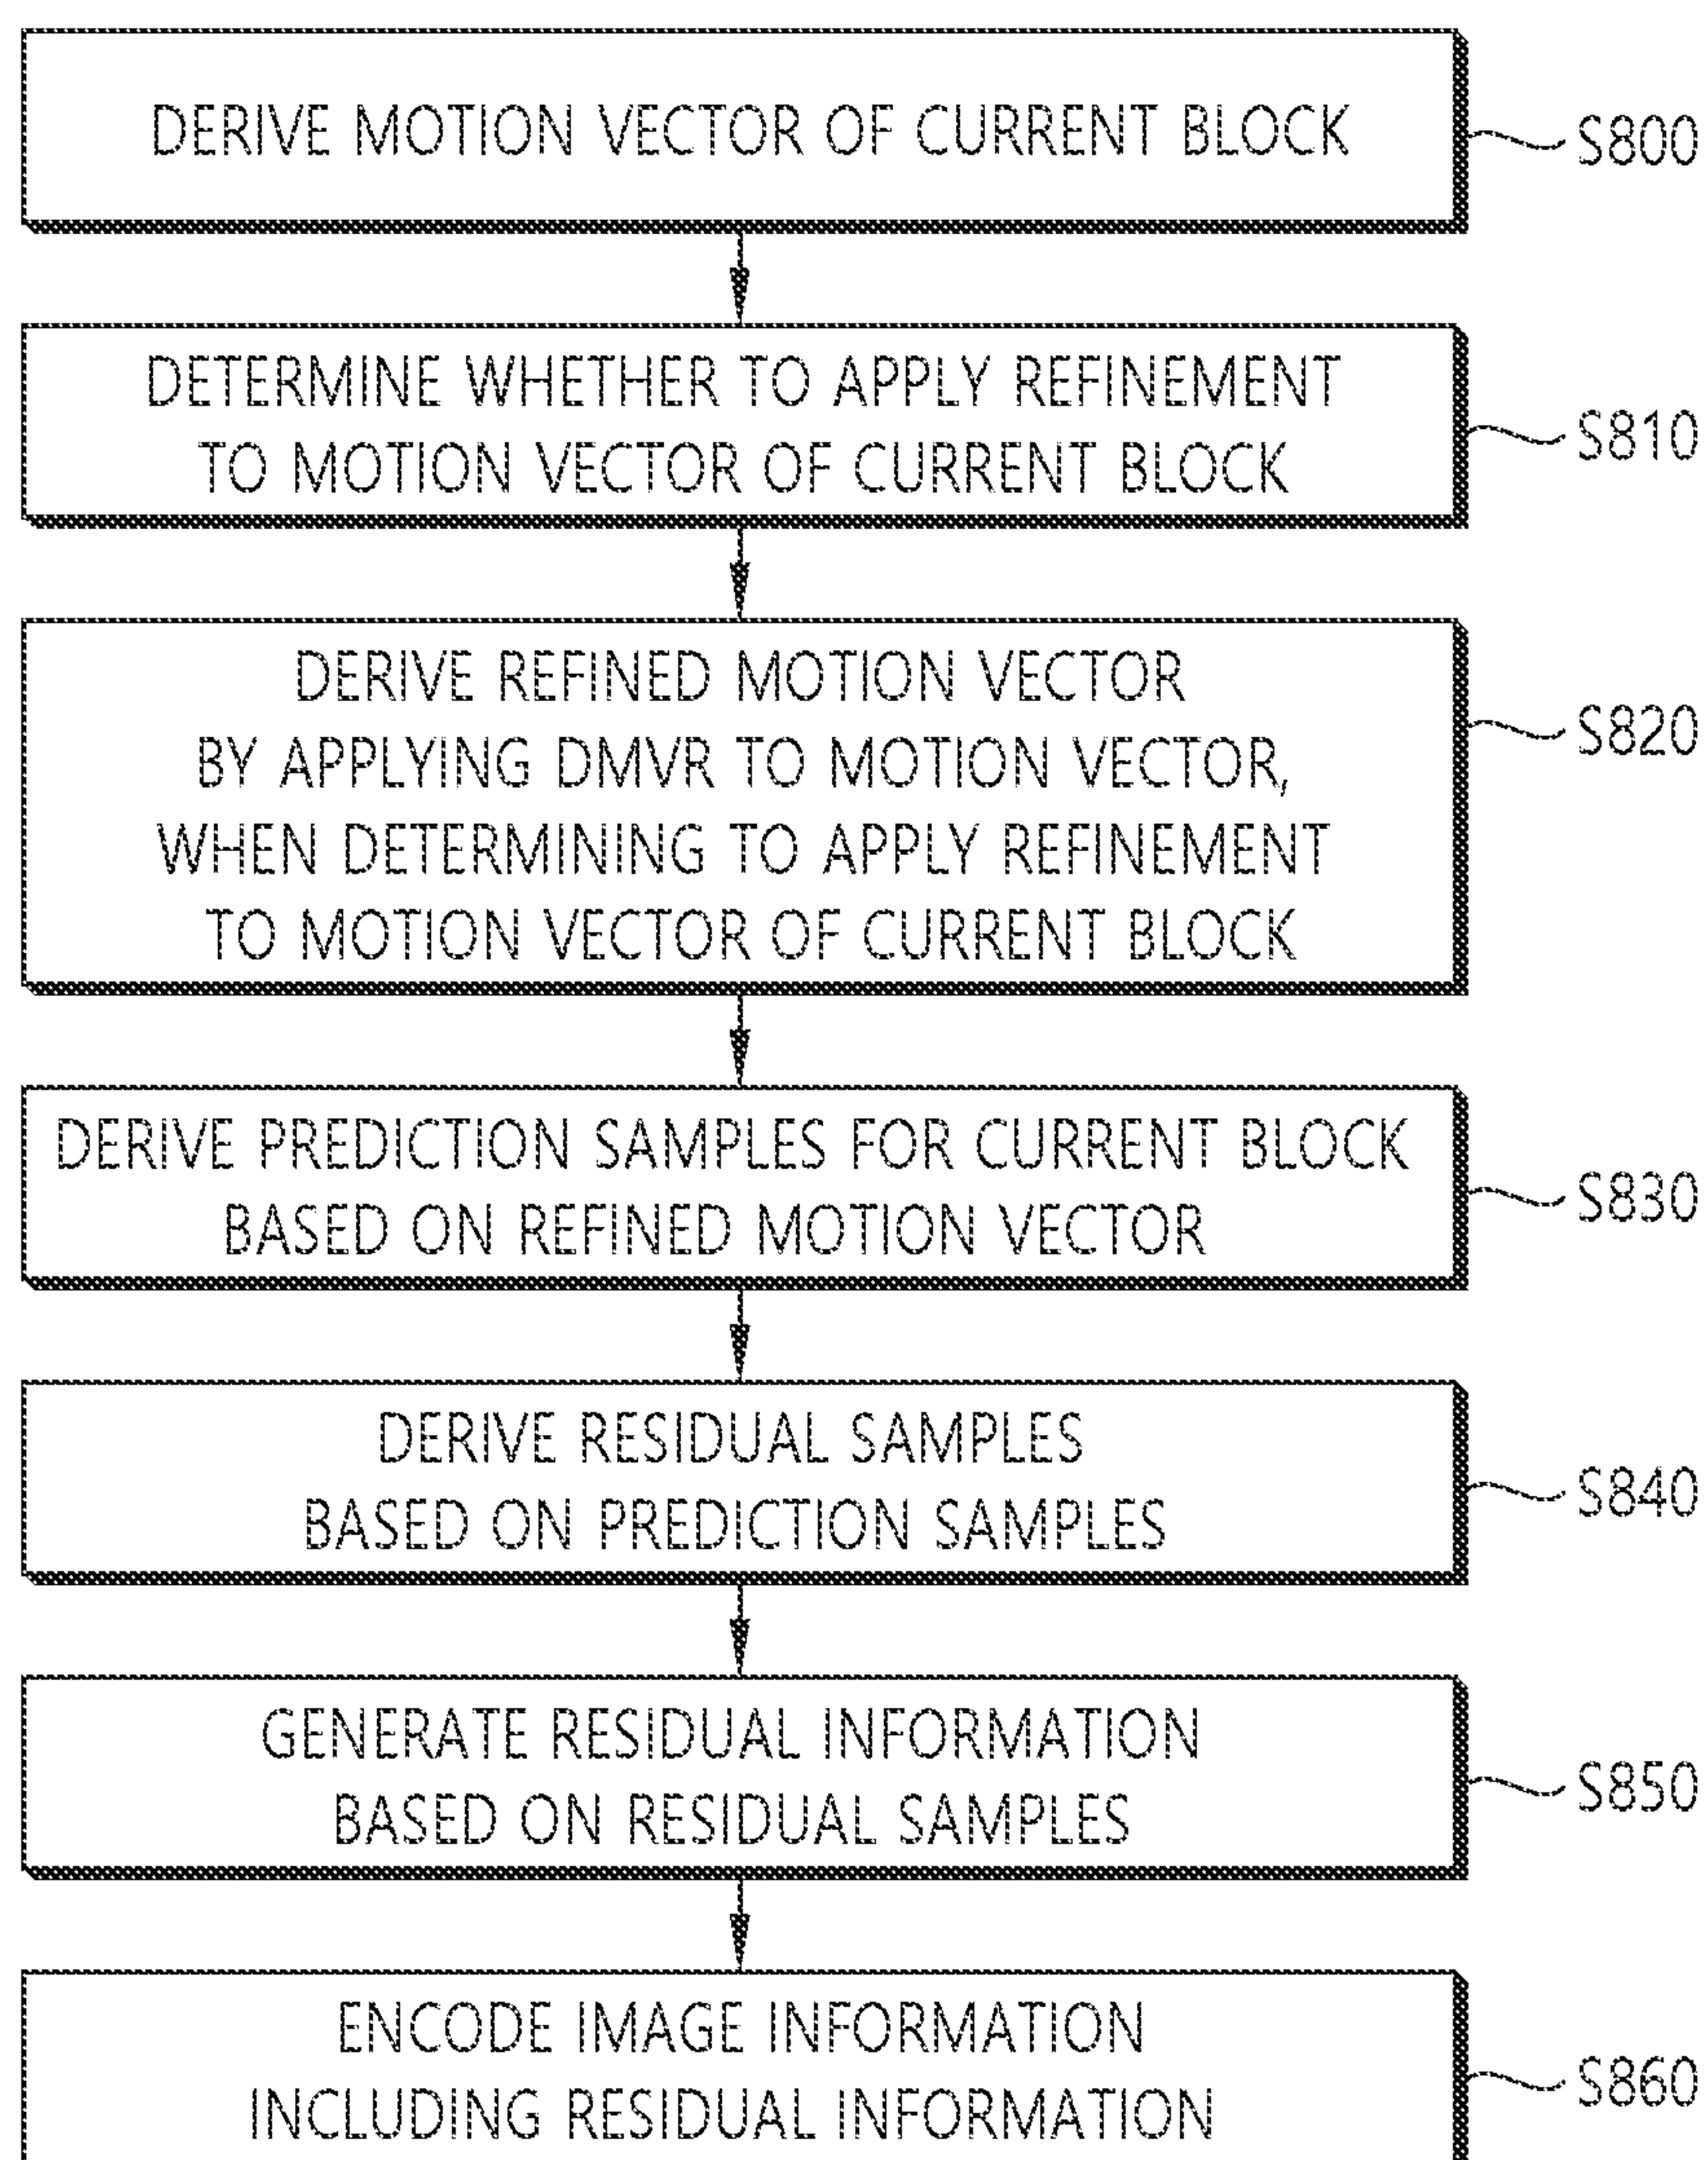 DERIVE MOTION VECTOR OF CURRENT BLOCK
S800
DETERMINE WHETHER TO APPLY REFINEMENT
TO MOTION VECTOR OF CURRENT BLOCK
S810
DERIVE REFINED MOTION VECTOR
BY APPLYING DMVR TO MOTION VECTOR,
WHEN DETERMINING TO APPLY REFINEMENT
TO MOTION VECTOR OF CURRENT BLOCK
S820
DERIVE PREDICTION SAMPLES FOR CURRENT BLOCK
BASED ON REFINED MOTION VECTOR
S830
DERIVE RESIDUAL SAMPLES
BASED ON PREDICTION SAMPLES
S840
GENERATE RESIDUAL INFORMATION
BASED ON RESIDUAL SAMPLES
S850
ENCODE IMAGE INFORMATION
INCLUDING RESIDUAL INFORMATION
S860